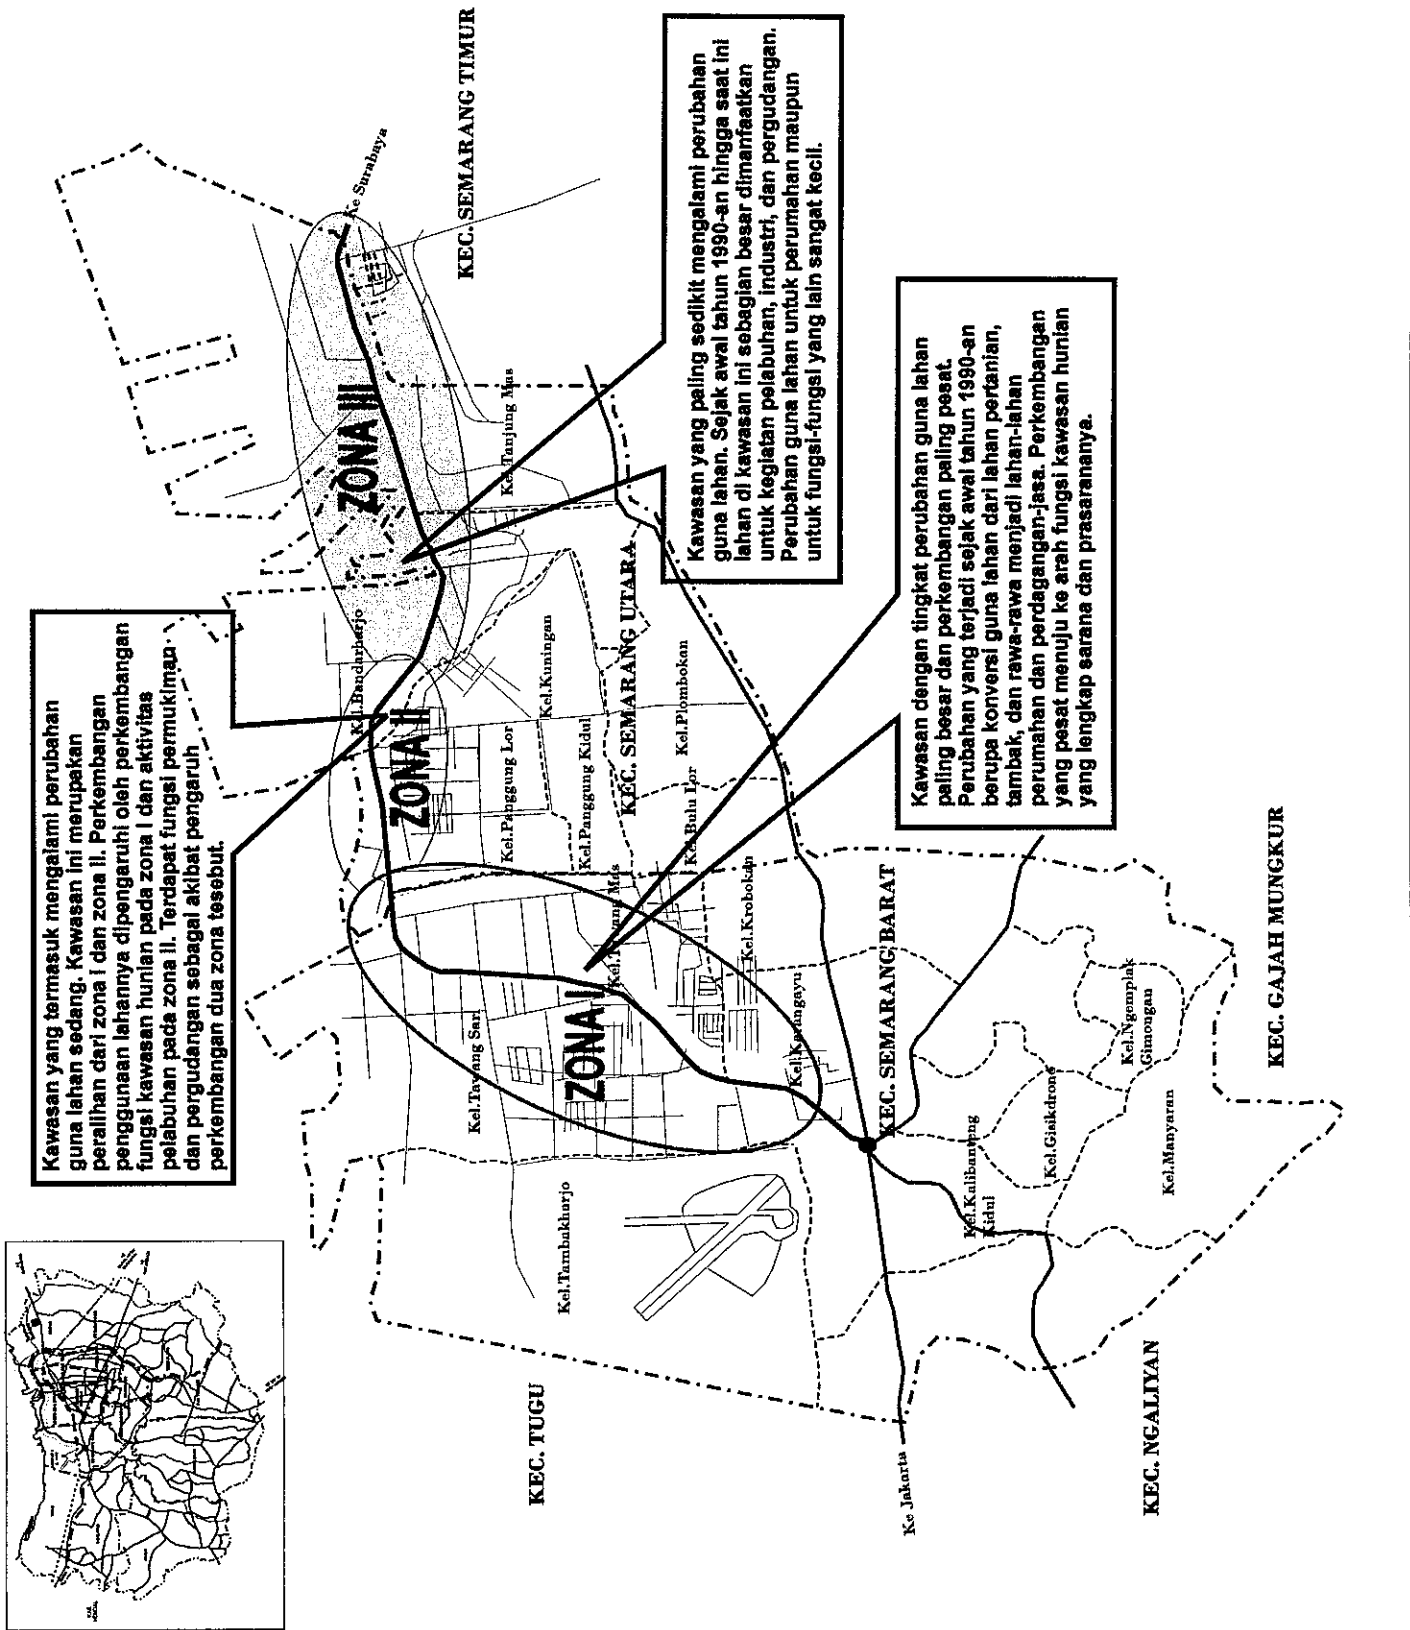 Kawasan yang termasuk mengalami perubahan
guna lahan sedang. Kawasan ini merupakan
peralihan dari zona I dan zona II. Perkembangan
penggunaan lahannya dipengaruhi oleh perkembangan
fungsi kawasan hunian pada zona I dan aktivitas
pelabuhan pada zona II. Terdapat fungsi permukiman
dan pergudangan sebagai akibat pengaruh
perkembangan dua zona tesebut.
KEC. SEMARANG TIMUR
Ke Surabaya
ZONA III
Kel.Tanjung Mas
Kawasan yang paling sedikit mengalami perubahan
guna lahan. Sejak awal tahun 1990-an hingga saat ini
lahan di kawasan ini sebagian besar dimanfaatkan
untuk kegiatan pelabuhan, industri, dan pergudangan.
Perubahan guna lahan untuk perumahan maupun
untuk fungsi-fungsi yang lain sangat kecil.
Kel.Bandarharjo
ZONA II
Kel.Kuningan
Kel.Panggung Lor
Kel.Panggung Kidul
KEC. SEMARANG UTARA
Kel.Plombokan
Kel.Bulu Lor
Kawasan dengan tingkat perubahan guna lahan
paling besar dan perkembangan paling pesat.
Perubahan yang terjadi sejak awal tahun 1990-an
berupa konversi guna lahan dari lahan pertanian,
tambak, dan rawa-rawa menjadi lahan-lahan
perumahan dan perdagangan-jasa. Perkembangan
yang pesat menuju ke arah fungsi kawasan hunian
yang lengkap sarana dan prasarananya.
Kel.Tawang Sari
ZONA I
Mas
Kel.Krobokan
Kel.Karangayu
KEC. SEMARANG BARAT
Kel.Tambakharjo
Kel.Kalibanteng
Kidul
Kel.Gisikdrono
Kel.Ngemplak
Gimongan
Kel.Manyaran
KEC. GAJAH MUNGKUR
KEC. TUGU
Ke Jakarta
KEC. NGALIYAN